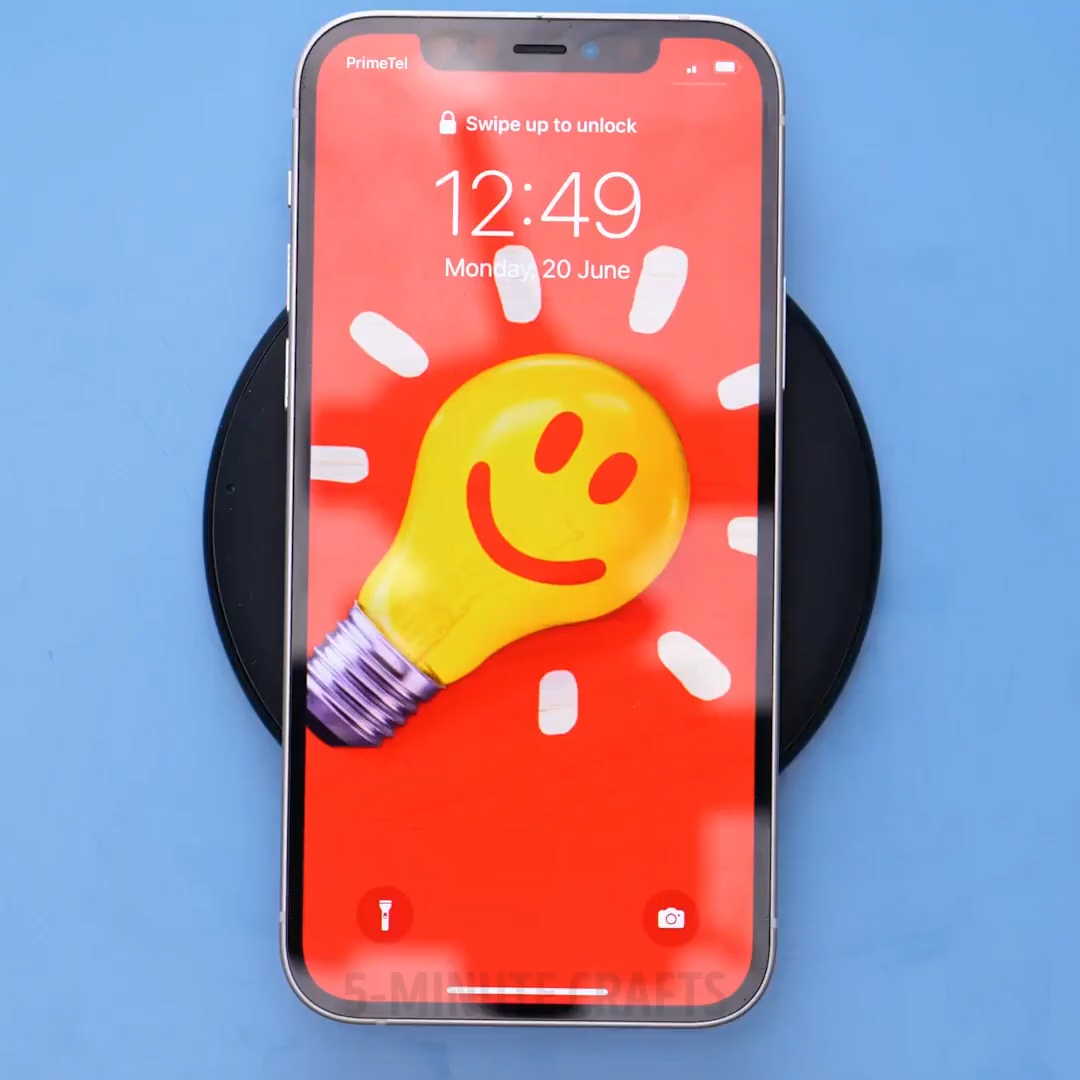 PrimeTel
Swipe up to unlock
12:49
Monday, 20 June
5-MINUTE CRAFTS